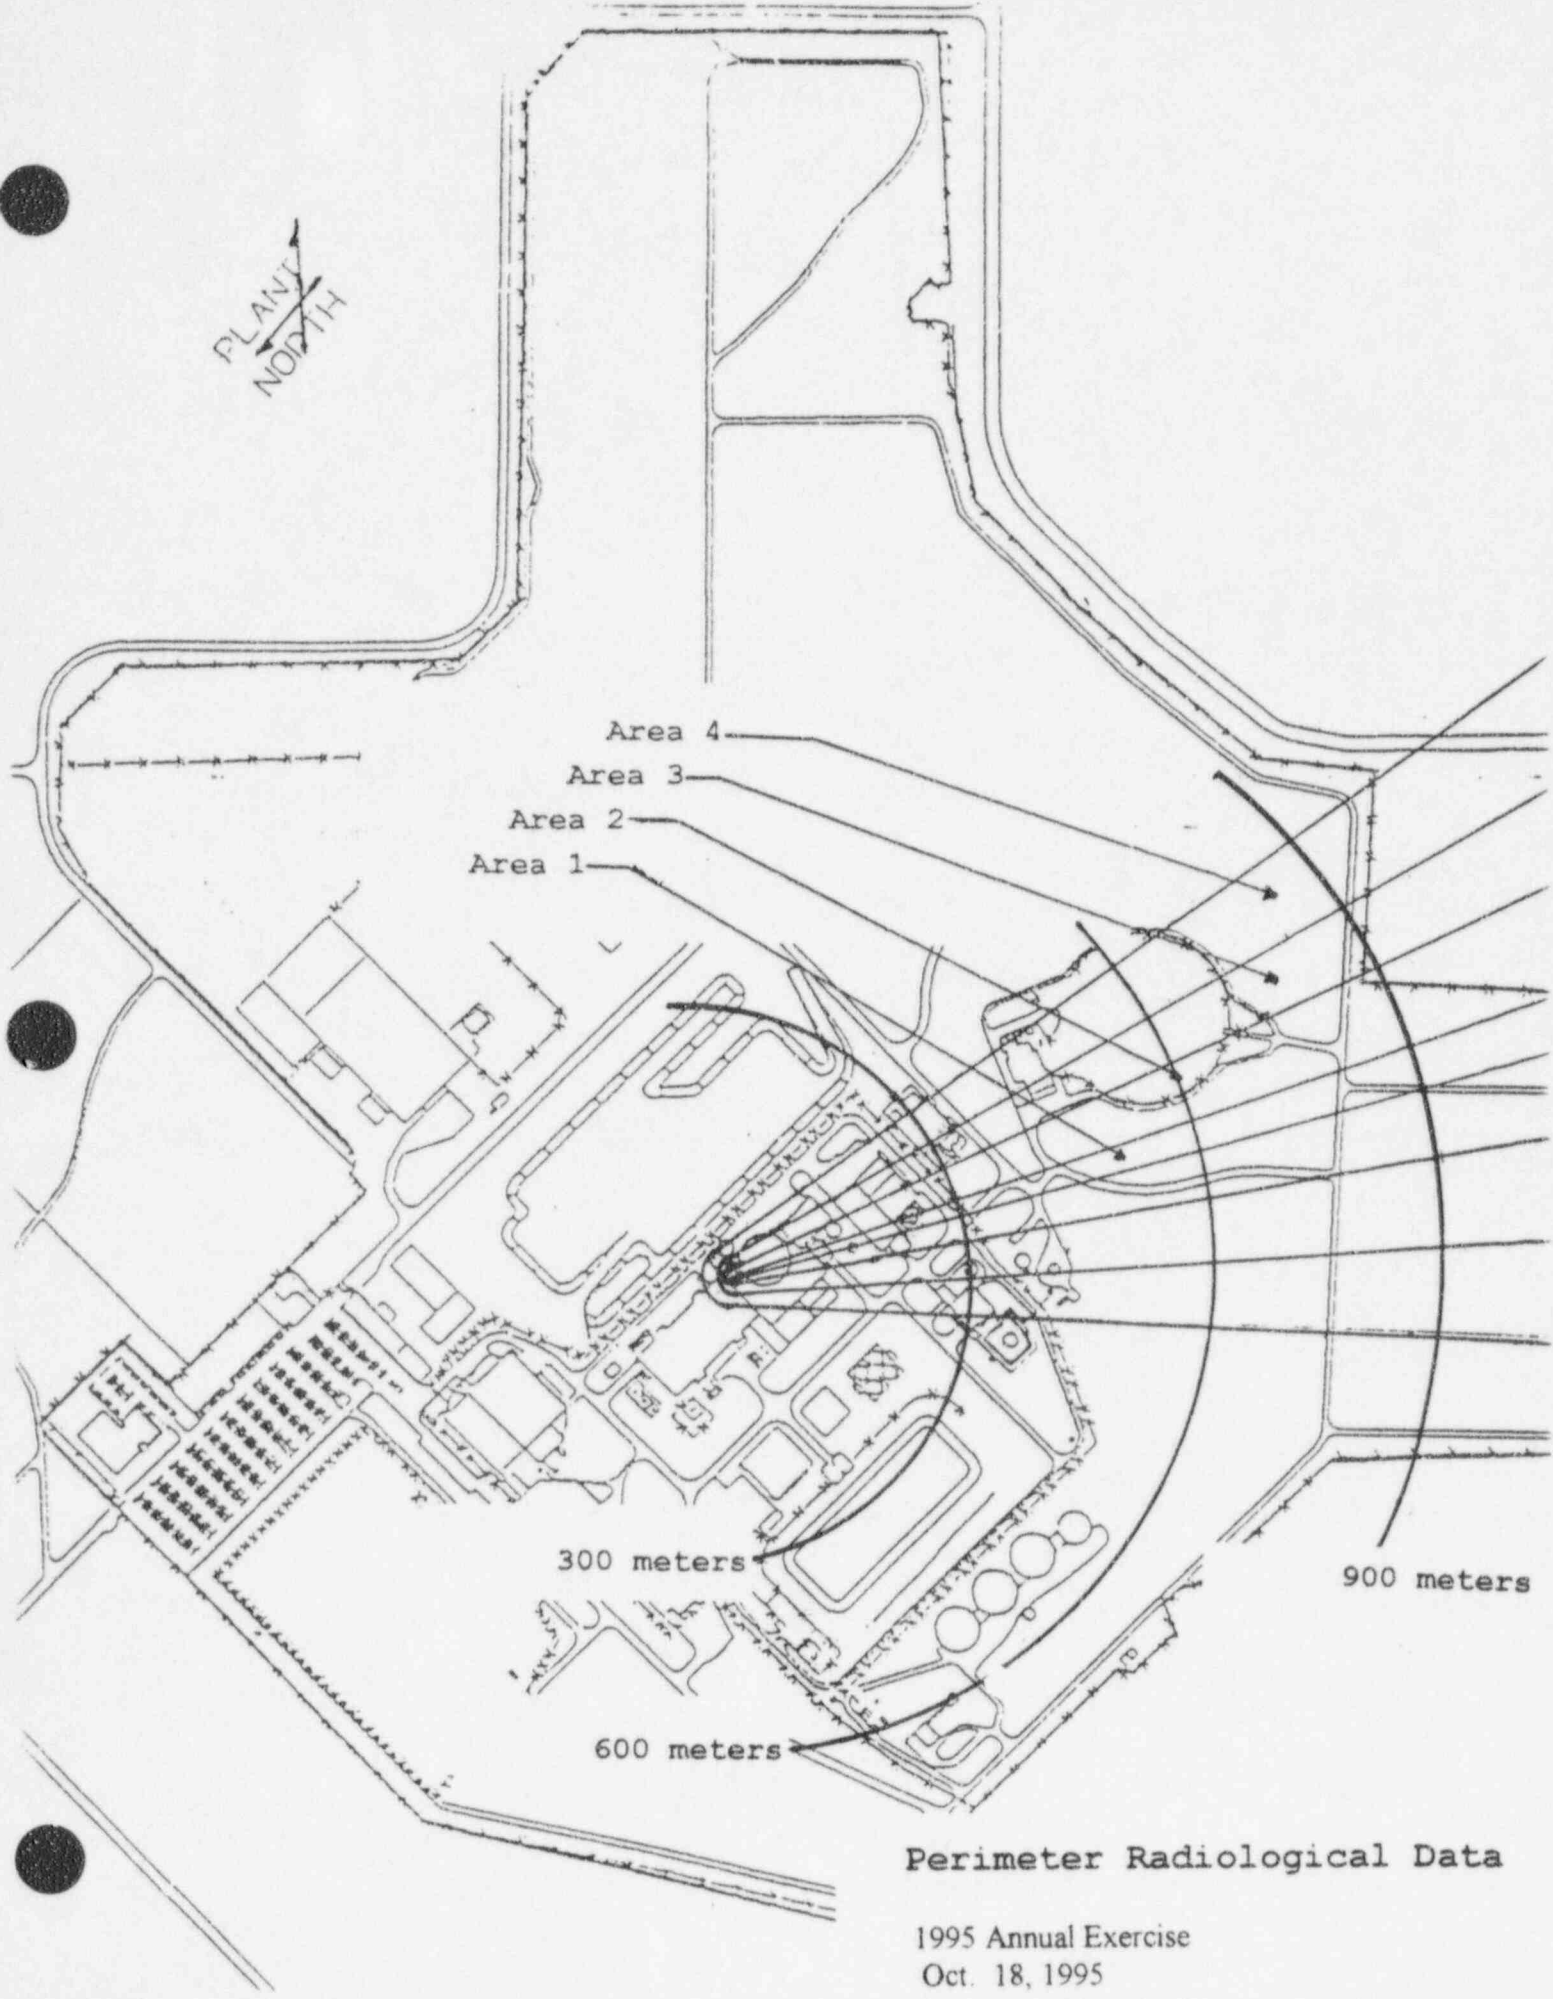 PLANT
NORTH
Area 4
Area 3
Area 2
Area 1
300 meters
900 meters
600 meters
Perimeter Radiological Data
1995 Annual Exercise
Oct. 18, 1995